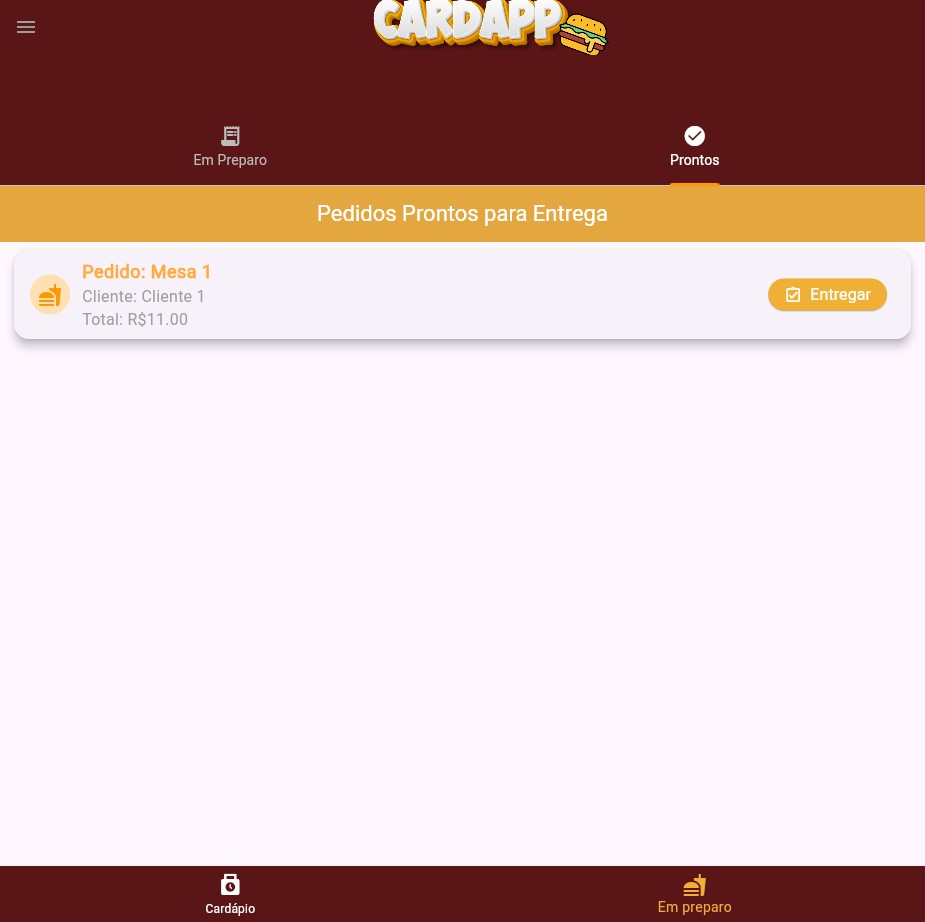 CARDAPP
Em Preparo
Prontos
Pedidos Prontos para Entrega
Pedido: Mesa 1
Cliente: Cliente 1
Total: R$11.00
Entregar
Cardápio
Em preparo